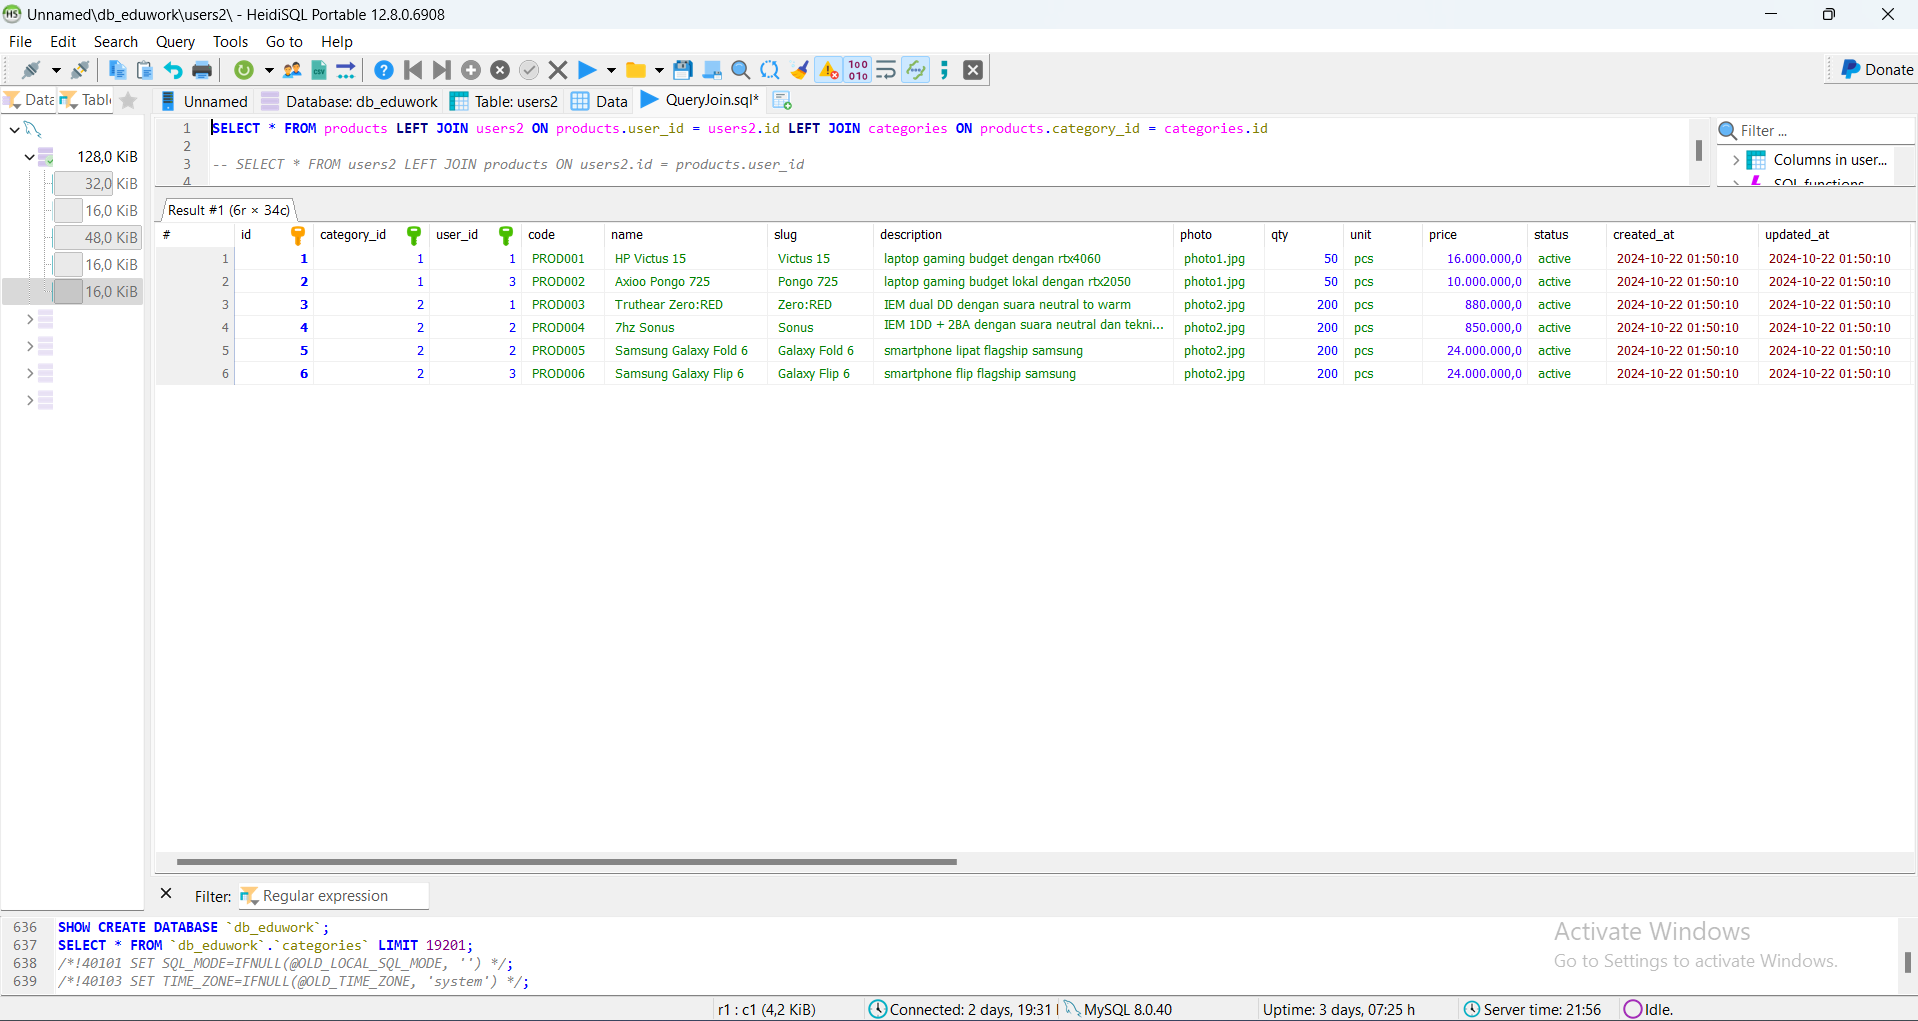 Unnamed\db_eduwork\users2\ - HeidiSQL Portable 12.8.0.6908
File Edit Search Query Tools Go to Help
Donate
Data Tabl Unnamed Database: db_eduwork Table: users2 Data QueryJoin.sql*
1 SELECT * FROM products LEFT JOIN users2 ON products.user_id = users2.id LEFT JOIN categories ON products.category_id = categories.id
2
3 -- SELECT * FROM users2 LEFT JOIN products ON users2.id = products.user_id
4
Filter ...
Columns in user...
SQL functions
128,0 KiB
32,0 KiB
16,0 KiB
48,0 KiB
16,0 KiB
16,0 KiB
Result #1 (6r × 34c)
# id category_id user_id code name slug description photo qty unit price status created_at updated_at
1 1 1 1 PROD001 HP Victus 15 Victus 15 laptop gaming budget dengan rtx4060 photo1.jpg 50 pcs 16.000.000,0 active 2024-10-22 01:50:10 2024-10-22 01:50:10
2 2 1 3 PROD002 Axioo Pongo 725 Pongo 725 laptop gaming budget lokal dengan rtx2050 photo1.jpg 50 pcs 10.000.000,0 active 2024-10-22 01:50:10 2024-10-22 01:50:10
3 3 2 1 PROD003 Truthear Zero:RED Zero:RED IEM dual DD dengan suara neutral to warm photo2.jpg 200 pcs 880.000,0 active 2024-10-22 01:50:10 2024-10-22 01:50:10
4 4 2 2 PROD004 7hz Sonus Sonus IEM 1DD + 2BA dengan suara neutral dan tekni... photo2.jpg 200 pcs 850.000,0 active 2024-10-22 01:50:10 2024-10-22 01:50:10
5 5 2 2 PROD005 Samsung Galaxy Fold 6 Galaxy Fold 6 smartphone lipat flagship samsung photo2.jpg 200 pcs 24.000.000,0 active 2024-10-22 01:50:10 2024-10-22 01:50:10
6 6 2 3 PROD006 Samsung Galaxy Flip 6 Galaxy Flip 6 smartphone flip flagship samsung photo2.jpg 200 pcs 24.000.000,0 active 2024-10-22 01:50:10 2024-10-22 01:50:10
Filter: Regular expression
636 SHOW CREATE DATABASE `db_eduwork`;
637 SELECT * FROM `db_eduwork`.`categories` LIMIT 19201;
638 /*!40101 SET SQL_MODE=IFNULL(@OLD_LOCAL_SQL_MODE, '') */;
639 /*!40103 SET TIME_ZONE=IFNULL(@OLD_TIME_ZONE, 'system') */;
Activate Windows
Go to Settings to activate Windows.
r1 : c1 (4,2 KiB) Connected: 2 days, 19:31 MySQL 8.0.40 Uptime: 3 days, 07:25 h Server time: 21:56 Idle.